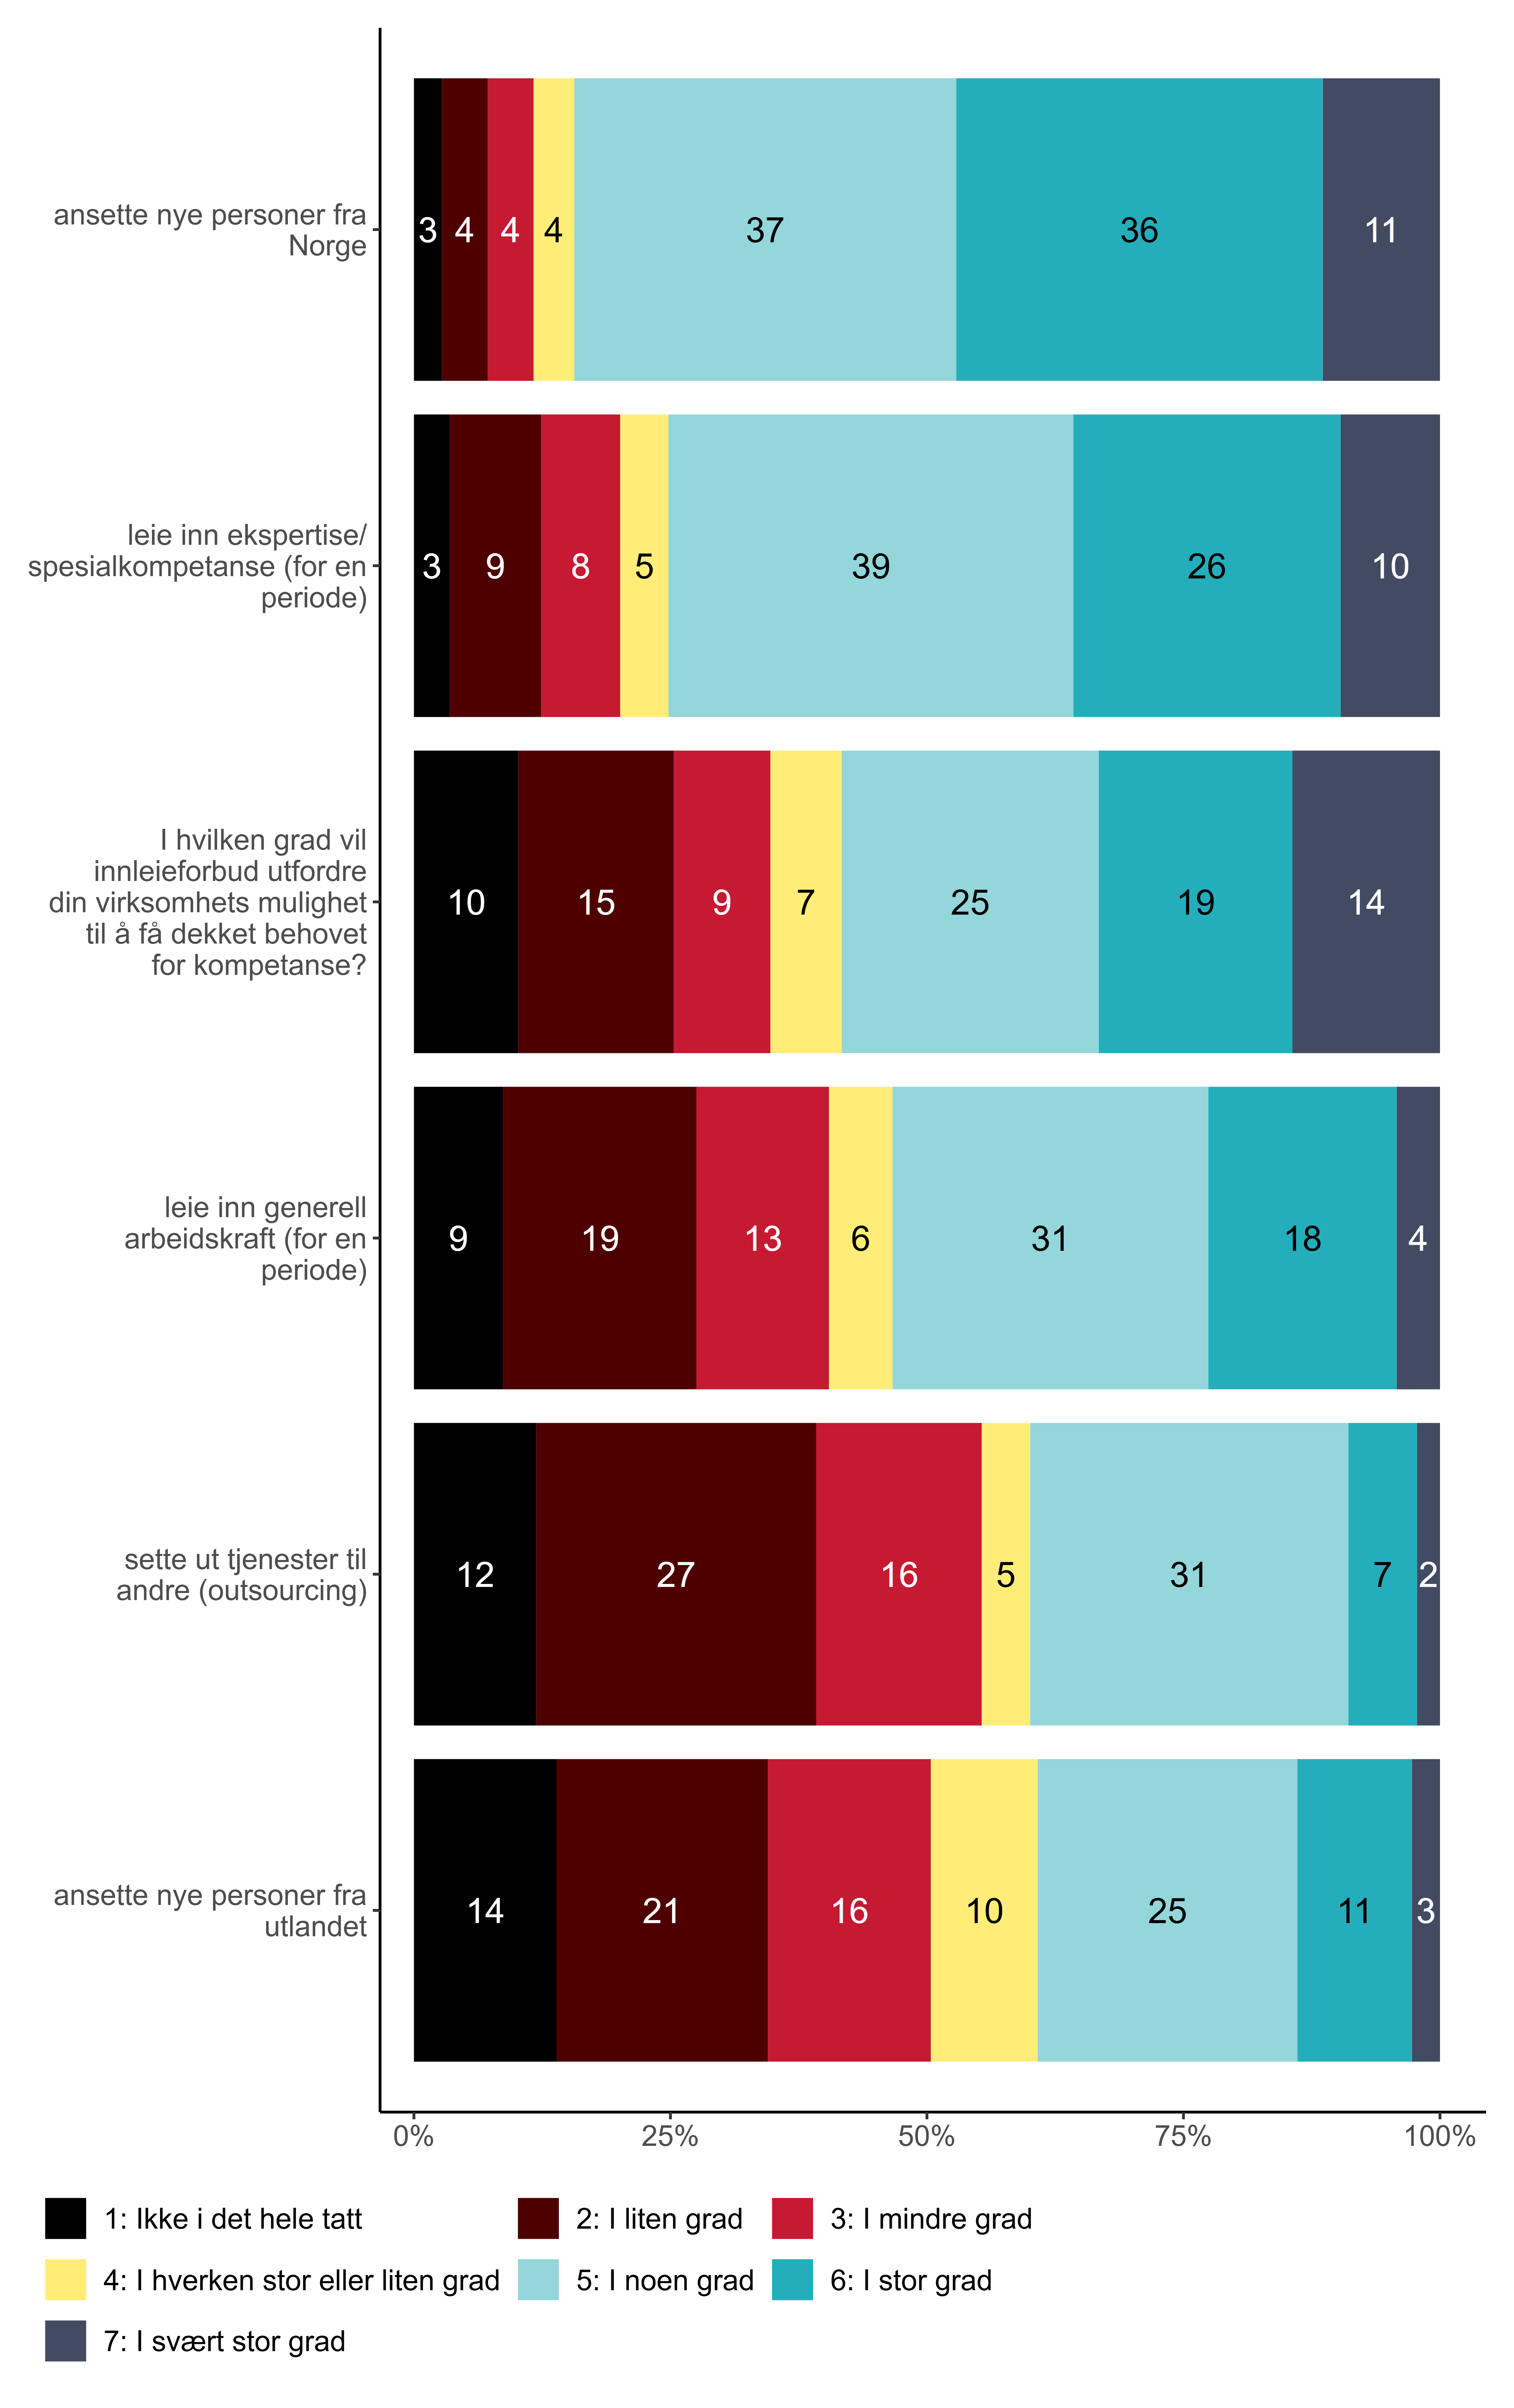 ansette nye personer fra
Norge
3 4 4 4 37 36 11
leie inn ekspertise/
spesialkompetanse (for en
periode)
3 9 8 5 39 26 10
I hvilken grad vil
innleieforbud utfordre
din virksomhets mulighet
til å få dekket behovet
for kompetanse?
10 15 9 7 25 19 14
leie inn generell
arbeidskraft (for en
periode)
9 19 13 6 31 18 4
sette ut tjenester til
andre (outsourcing)
12 27 16 5 31 7 2
ansette nye personer fra
utlandet
14 21 16 10 25 11 3
0% 25% 50% 75% 100%
1: Ikke i det hele tatt 2: I liten grad 3: I mindre grad
4: I hverken stor eller liten grad 5: I noen grad 6: I stor grad
7: I svært stor grad